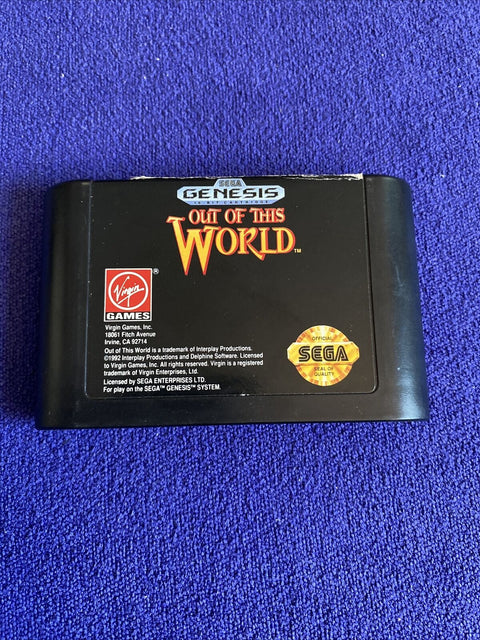 SEGA
GENESIS
16-BIT CARTRIDGE
OUT OF THIS
WORLD™
Virgin®
GAMES
Virgin Games, Inc.
18061 Fitch Avenue
Irvine, CA 92714
Out of This World is a trademark of Interplay Productions.
©1992 Interplay Productions and Delphine Software. Licensed
to Virgin Games, Inc. All rights reserved. Virgin is a registered
trademark of Virgin Enterprises, Ltd.
Licensed by SEGA ENTERPRISES LTD.
For play on the SEGA™ GENESIS™ SYSTEM.
OFFICIAL
SEGA
SEAL OF
QUALITY